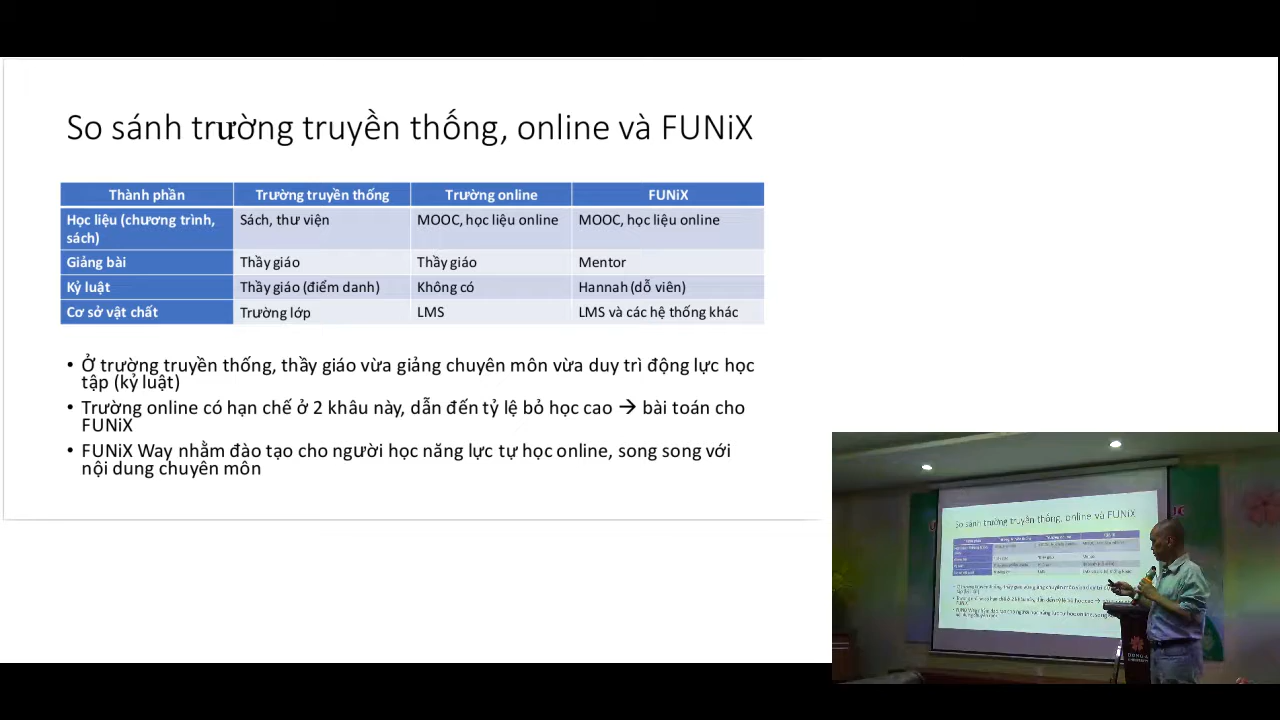 So sánh trường truyền thống, online và FUNiX
Thành phần Trường truyền thống Trường online FUNiX
Học liệu (chương trình, sách) Sách, thư viện MOOC, học liệu online MOOC, học liệu online
Giảng bài Thầy giáo Thầy giáo Mentor
Kỷ luật Thầy giáo (điểm danh) Không có Hannah (dỗ viên)
Cơ sở vật chất Trường lớp LMS LMS và các hệ thống khác
• Ở trường truyền thống, thầy giáo vừa giảng chuyên môn vừa duy trì động lực học
tập (kỷ luật)
• Trường online có hạn chế ở 2 khâu này, dẫn đến tỷ lệ bỏ học cao → bài toán cho
FUNiX
• FUNiX Way nhằm đào tạo cho người học năng lực tự học online, song song với
nội dung chuyên môn
So sánh trường truyền thống, online và FUNiX